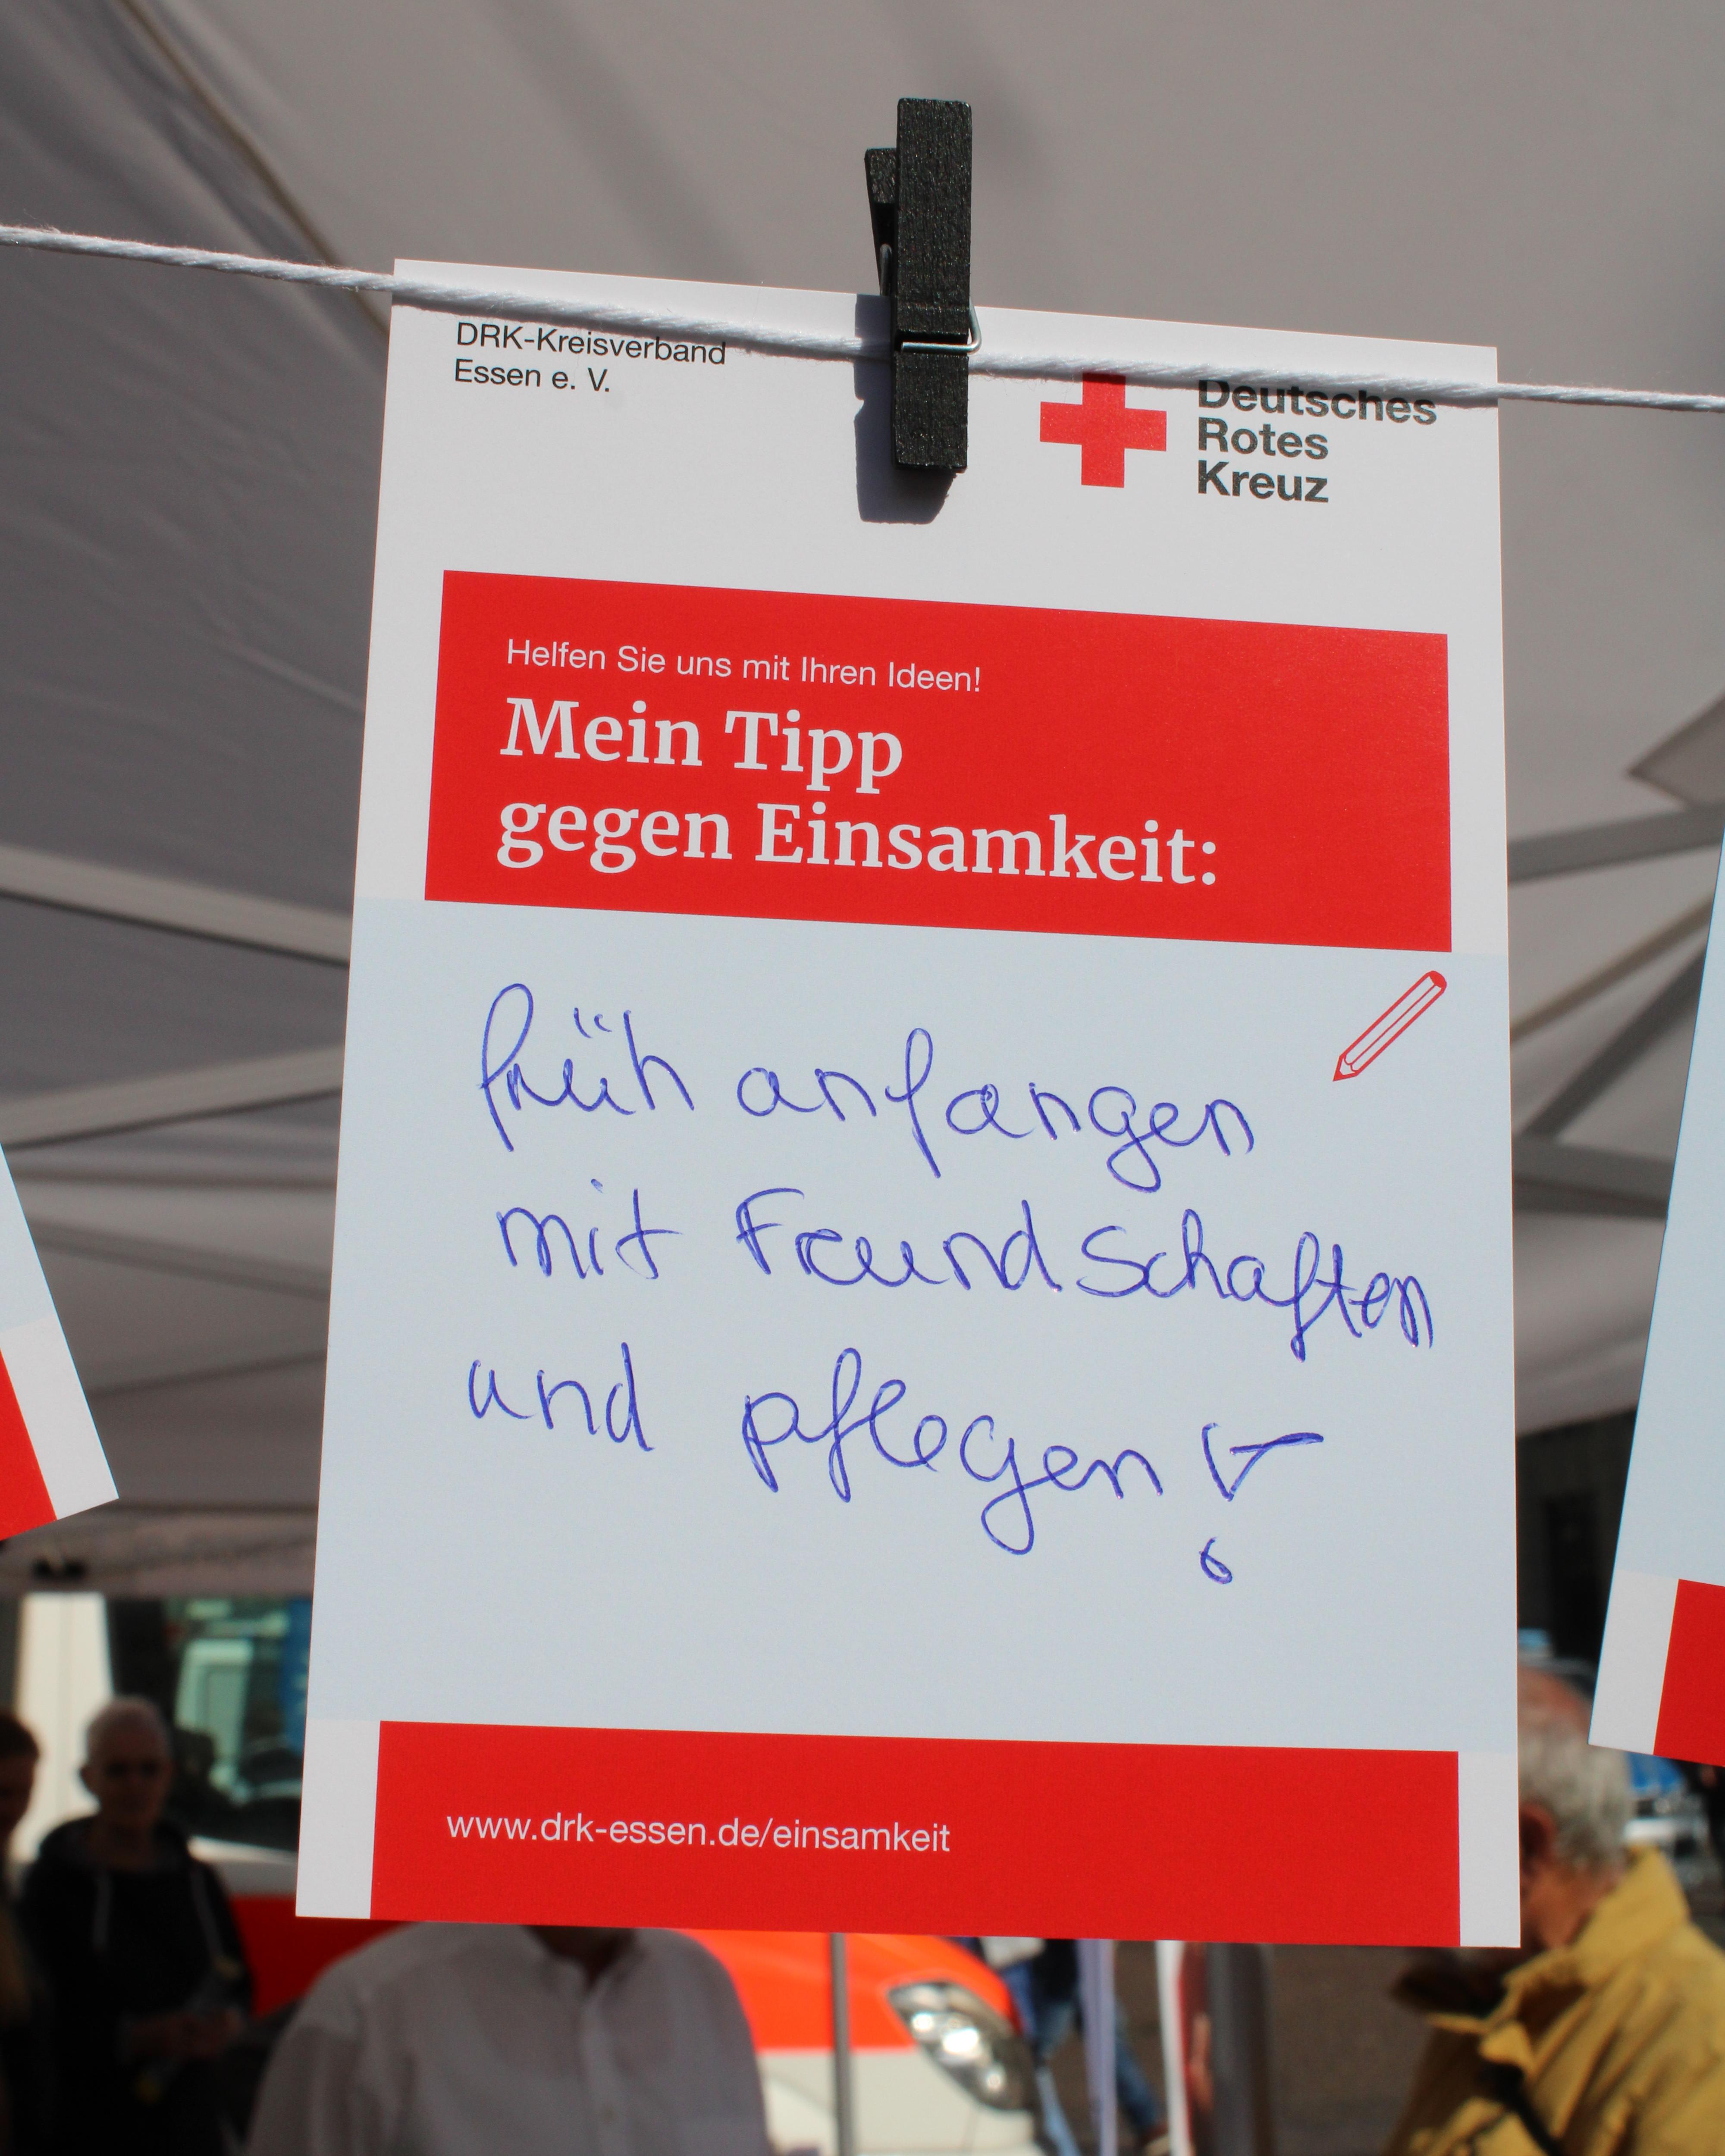 DRK-Kreisverband
Essen e. V.
Deutsches
Rotes
Kreuz
Helfen Sie uns mit Ihren Ideen!
Mein Tipp
gegen Einsamkeit:
früh anfangen
mit Freundschaften
und pflegen!
www.drk-essen.de/einsamkeit